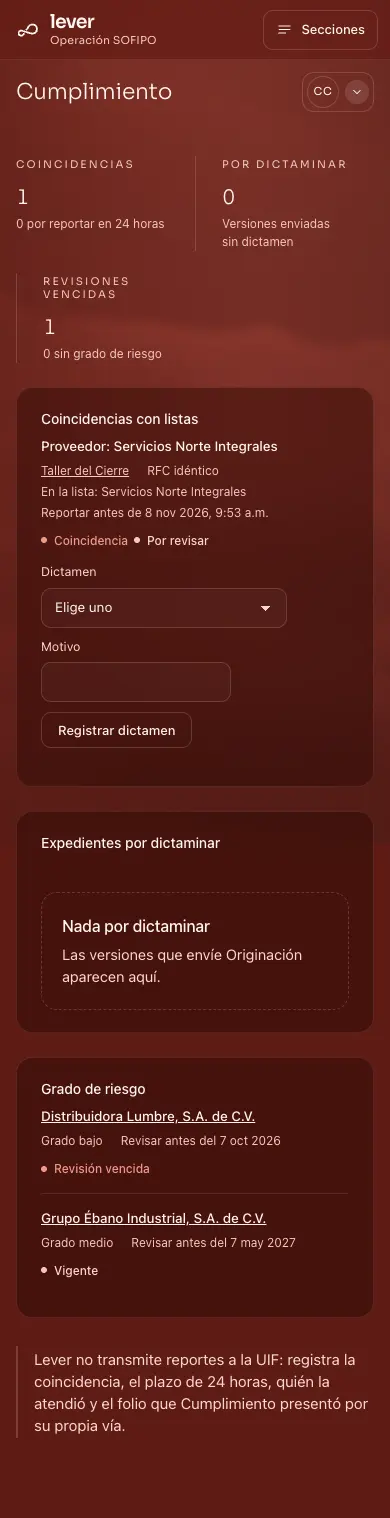 lever
Operación SOFIPO
Secciones
Cumplimiento
CC
COINCIDENCIAS
1
0 por reportar en 24 horas
POR DICTAMINAR
0
Versiones enviadas
sin dictamen
REVISIONES
VENCIDAS
1
0 sin grado de riesgo
Coincidencias con listas
Proveedor: Servicios Norte Integrales
Taller del Cierre RFC idéntico
En la lista: Servicios Norte Integrales
Reportar antes de 8 nov 2026, 9:53 a.m.
Coincidencia Por revisar
Dictamen
Elige uno
Motivo
Registrar dictamen
Expedientes por dictaminar
Nada por dictaminar
Las versiones que envíe Originación
aparecen aquí.
Grado de riesgo
Distribuidora Lumbre, S.A. de C.V.
Grado bajo Revisar antes del 7 oct 2026
Revisión vencida
Grupo Ébano Industrial, S.A. de C.V.
Grado medio Revisar antes del 7 may 2027
Vigente
Lever no transmite reportes a la UIF: registra la
coincidencia, el plazo de 24 horas, quién la
atendió y el folio que Cumplimiento presentó por
su propia vía.